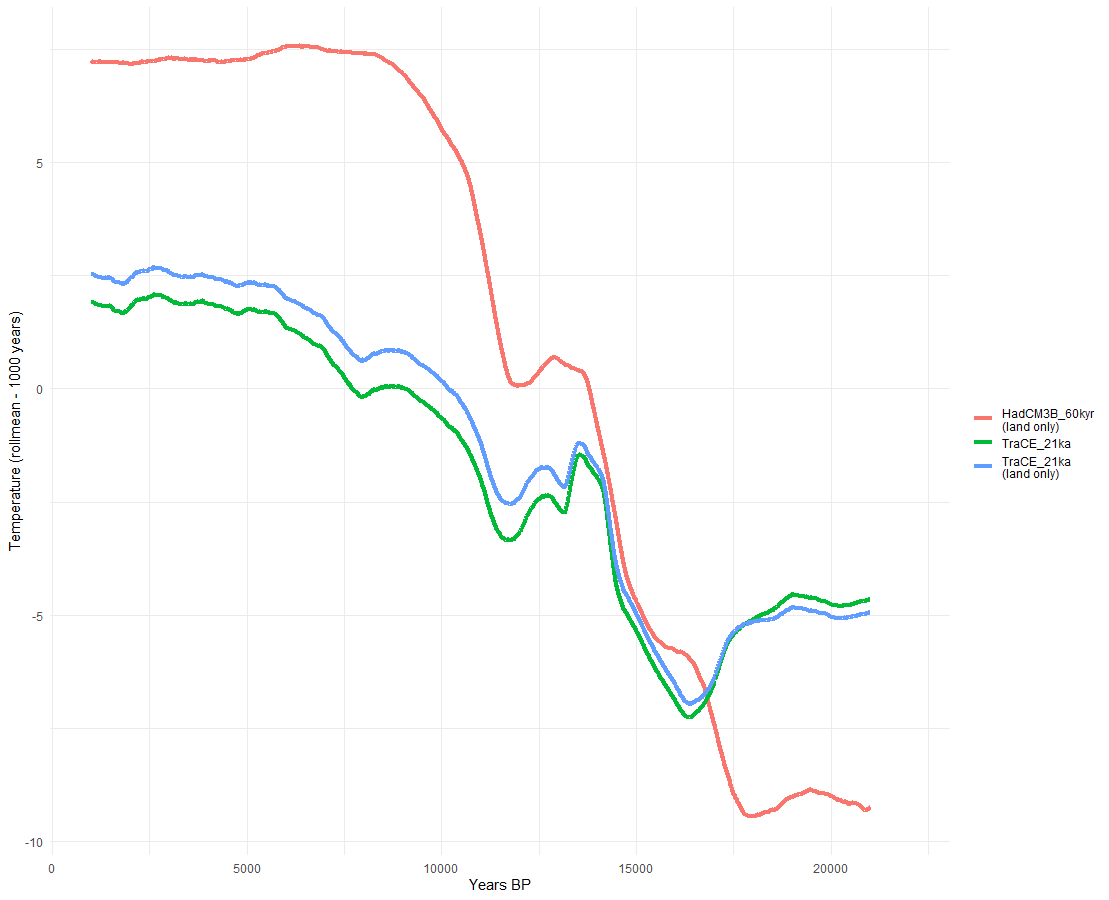 5
0
-5
-10
Temperature (rollmean - 1000 years)
0
5000
10000
15000
20000
Years BP
HadCM3B_60kyr
(land only)
TraCE_21ka
TraCE_21ka
(land only)